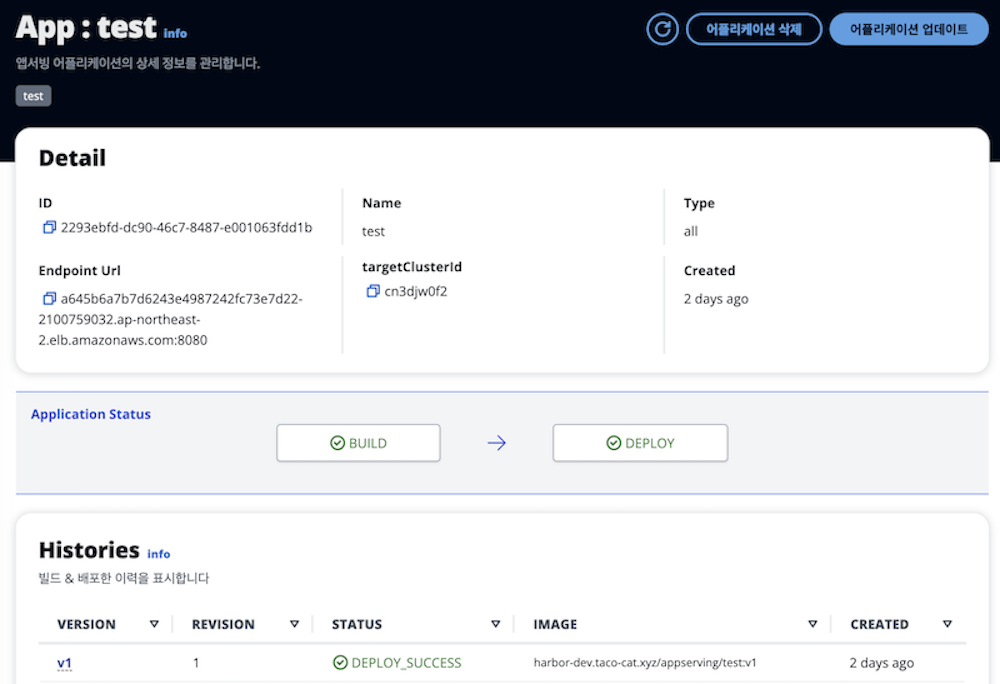 App : test info
어플리케이션 삭제
어플리케이션 업데이트
앱서빙 어플리케이션의 상세 정보를 관리합니다.
test
Detail
ID
2293ebfd-dc90-46c7-8487-e001063fdd1b
Name
test
Type
all
Endpoint Url
a645b6a7b7d6243e4987242fc73e7d22-
2100759032.ap-northeast-
2.elb.amazonaws.com:8080
targetClusterId
cn3djw0f2
Created
2 days ago
Application Status
BUILD
DEPLOY
Histories info
빌드 & 배포한 이력을 표시합니다
VERSION REVISION STATUS IMAGE CREATED
v1 1 DEPLOY_SUCCESS harbor-dev.taco-cat.xyz/appserving/test:v1 2 days ago